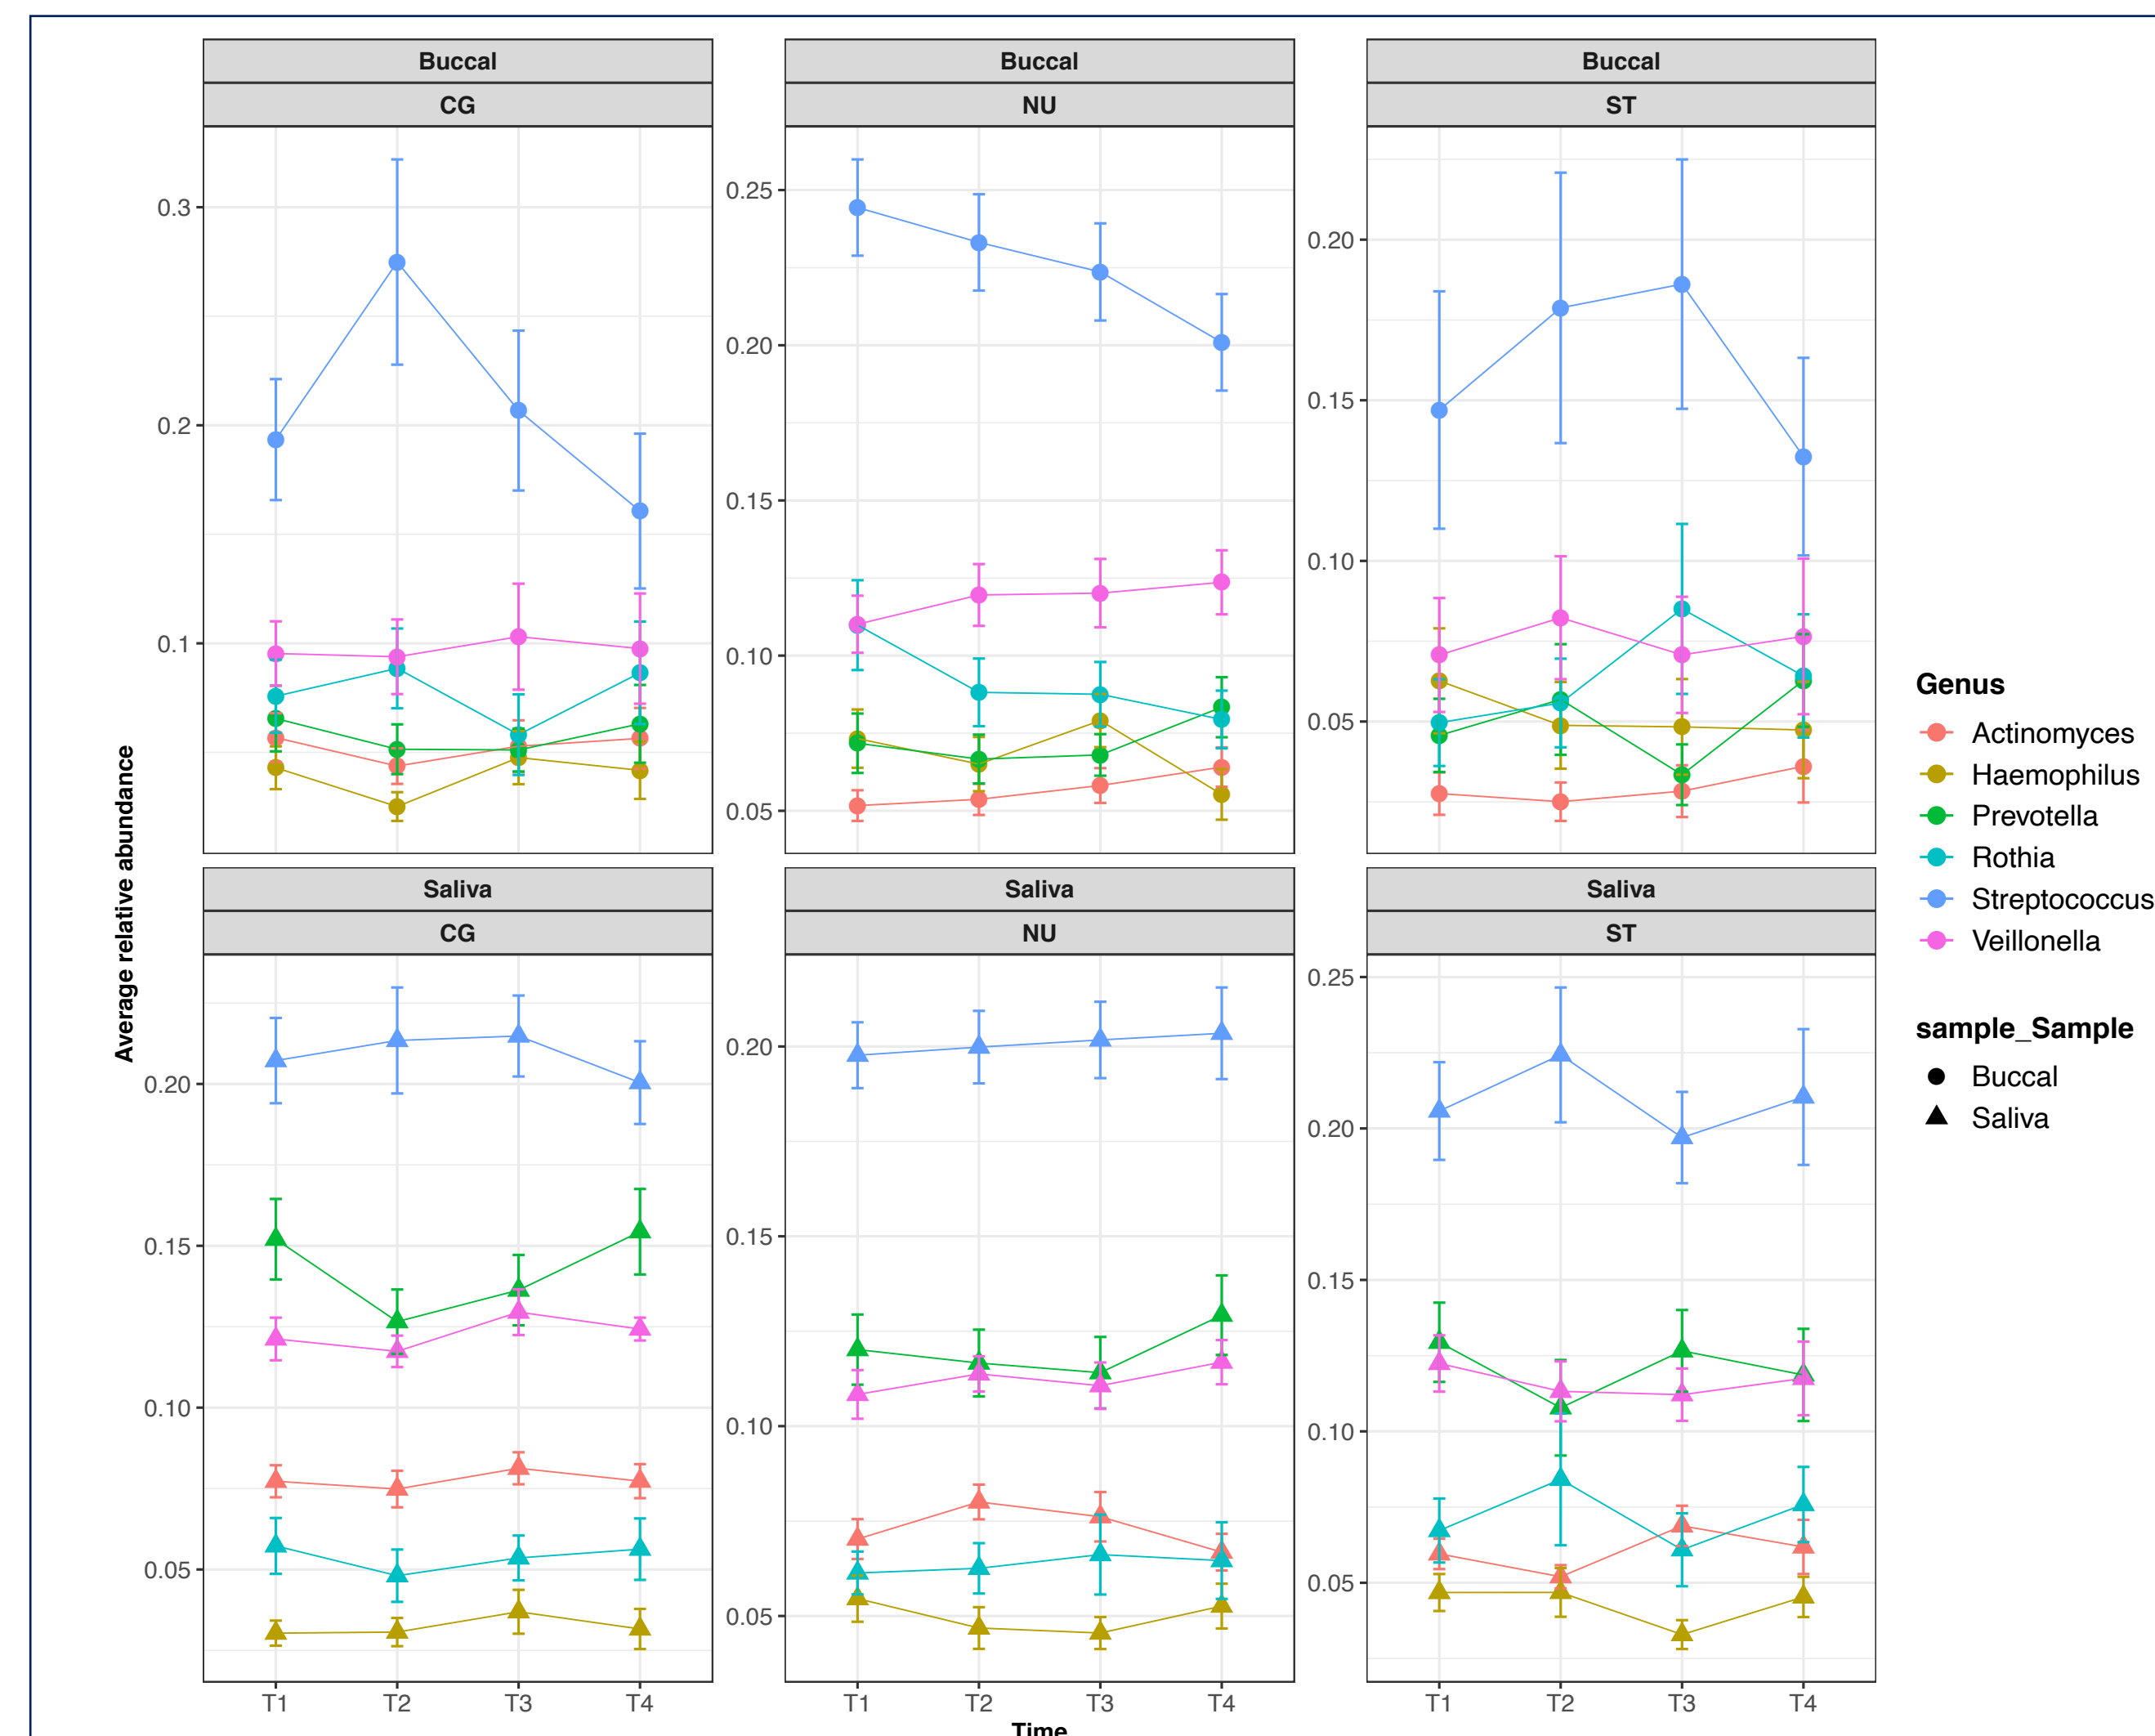 Buccal
CG
Buccal
NU
Buccal
ST
0.3
0.2
0.1
0.25
0.20
0.15
0.10
0.05
0.20
0.15
0.10
0.05
Average relative abundance
Saliva
CG
Saliva
NU
Saliva
ST
0.20
0.15
0.10
0.05
0.20
0.15
0.10
0.05
0.25
0.20
0.15
0.10
0.05
T1 T2 T3 T4
T1 T2 T3 T4
T1 T2 T3 T4
Time
Genus
Actinomyces
Haemophilus
Prevotella
Rothia
Streptococcus
Veillonella
sample_Sample
Buccal
Saliva